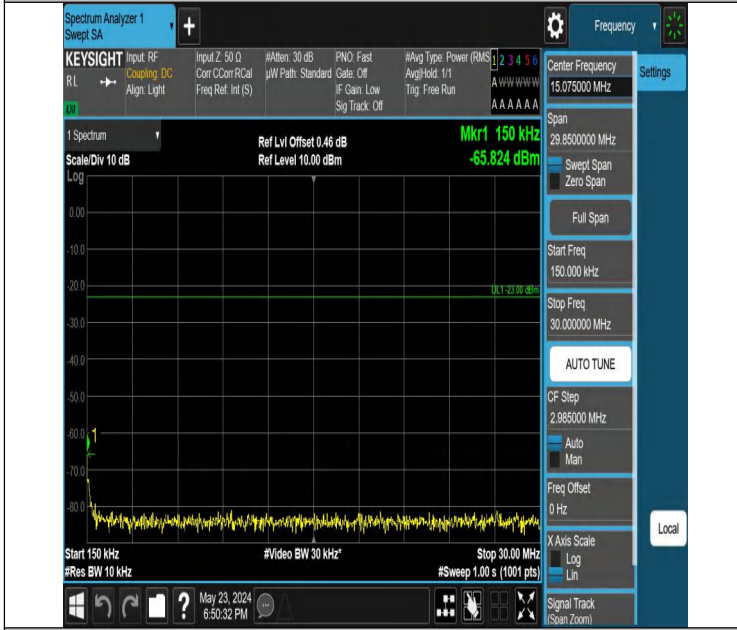 Spectrum Analyzer 1
Swept SA
+
Frequency
KEYSIGHT
RL
Input: RF
Coupling: DC
Align: Light
Input Z: 50 Ω
Corr CCorr RCal
Freq Ref: Int (S)
#Atten: 30 dB
µW Path: Standard
PNO: Fast
Gate: Off
IF Gain: Low
Sig Track: Off
#Avg Type: Power (RMS
Avg|Hold: 1/1
Trig: Free Run
1 2 3 4 5 6
A W W W W W
A A A A A A
1 Spectrum
Scale/Div 10 dB
Log
Ref Lvl Offset 0.46 dB
Ref Level 10.00 dBm
Mkr1 150 kHz
-65.824 dBm
0.00
-10.0
-20.0
DL1 -23.00 dBm
-30.0
-40.0
-50.0
-60.0
1
-70.0
-80.0
Start 150 kHz
#Res BW 10 kHz
#Video BW 30 kHz*
Stop 30.00 MHz
#Sweep 1.00 s (1001 pts)
Center Frequency
15.075000 MHz
Settings
Span
29.8500000 MHz
Swept Span
Zero Span
Full Span
Start Freq
150.000 kHz
Stop Freq
30.000000 MHz
AUTO TUNE
CF Step
2.985000 MHz
Auto
Man
Freq Offset
0 Hz
X Axis Scale
Log
Lin
Local
Signal Track
(Span Zoom)
?
May 23, 2024
6:50:32 PM